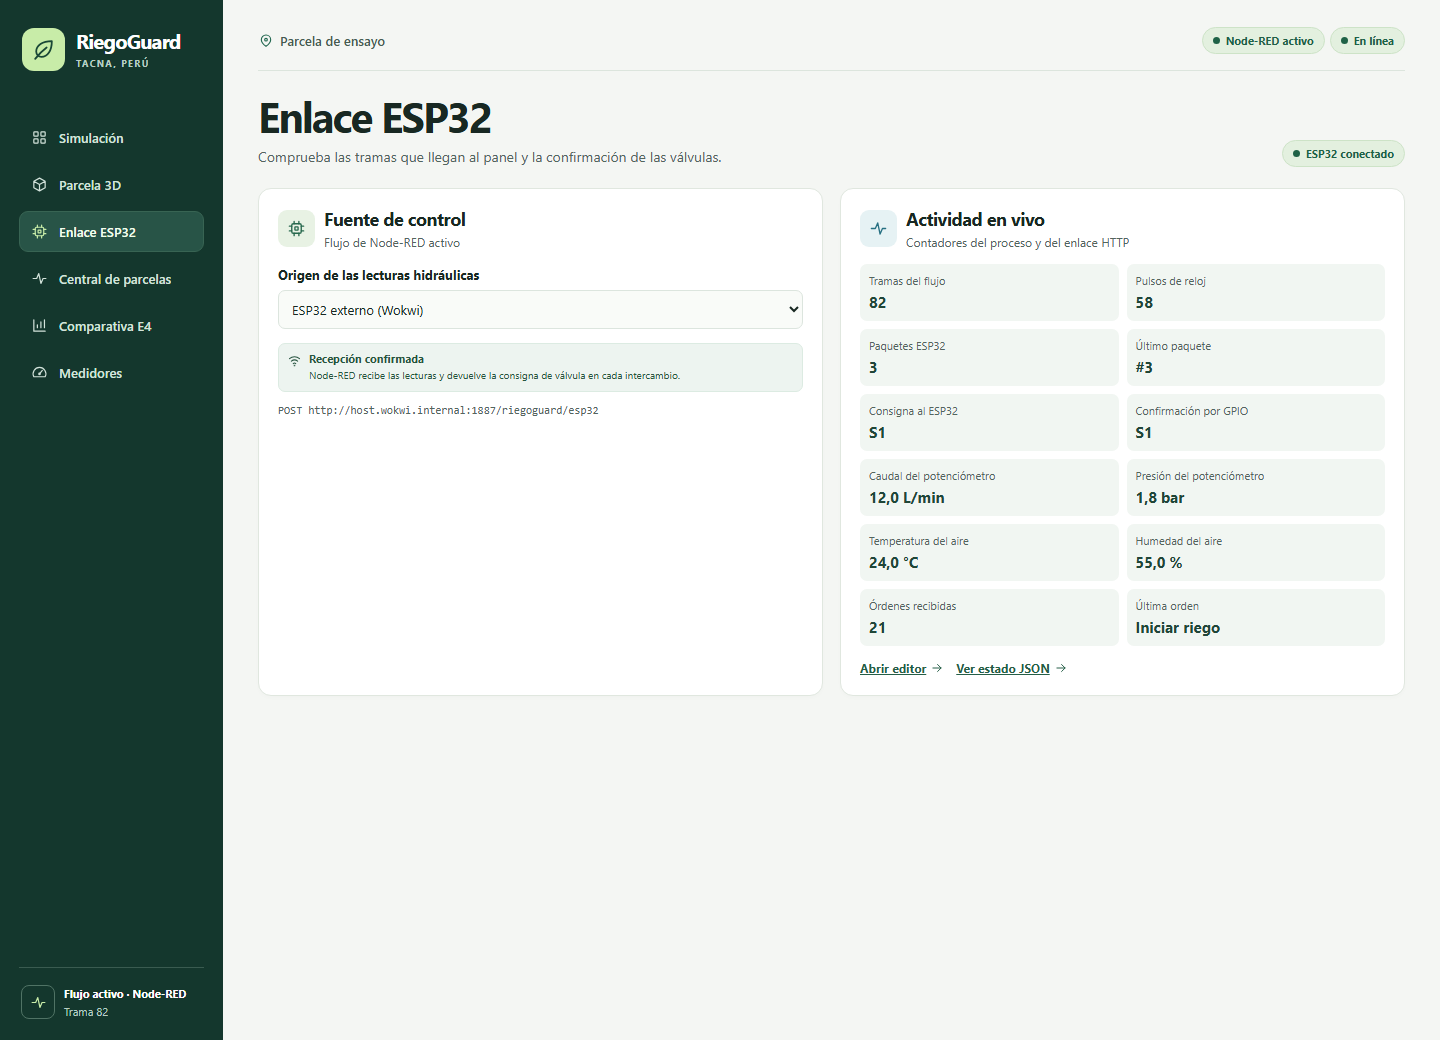 RiegoGuard
TACNA, PERÚ
Simulación
Parcela 3D
Enlace ESP32
Central de parcelas
Comparativa E4
Medidores
Flujo activo · Node-RED
Trama 82
Parcela de ensayo
Node-RED activo
En línea
Enlace ESP32
Comprueba las tramas que llegan al panel y la confirmación de las válvulas.
ESP32 conectado
Fuente de control
Flujo de Node-RED activo
Origen de las lecturas hidráulicas
ESP32 externo (Wokwi)
Recepción confirmada
Node-RED recibe las lecturas y devuelve la consigna de válvula en cada intercambio.
POST http://host.wokwi.internal:1887/riegoguard/esp32
Actividad en vivo
Contadores del proceso y del enlace HTTP
Tramas del flujo
82
Pulsos de reloj
58
Paquetes ESP32
3
Último paquete
#3
Consigna al ESP32
S1
Confirmación por GPIO
S1
Caudal del potenciómetro
12,0 L/min
Presión del potenciómetro
1,8 bar
Temperatura del aire
24,0 °C
Humedad del aire
55,0 %
Órdenes recibidas
21
Última orden
Iniciar riego
Abrir editor →
Ver estado JSON →